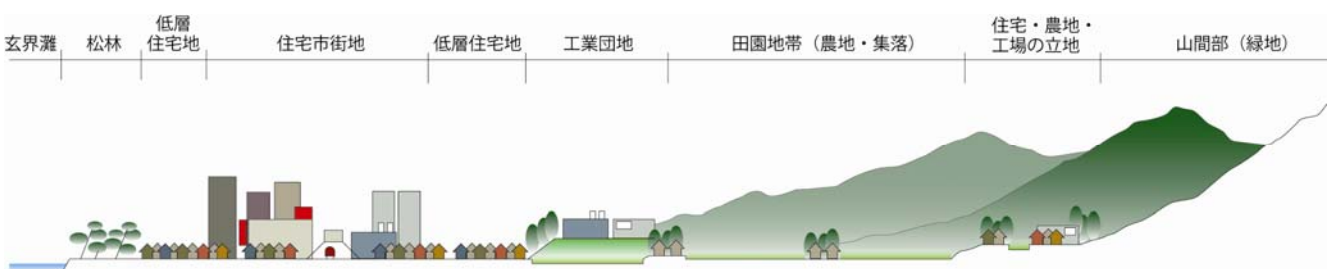 玄界灘
松林
低層
住宅地
住宅市街地
低層住宅地
工業団地
田園地帯（農地・集落）
住宅・農地・
工場の立地
山間部（緑地）